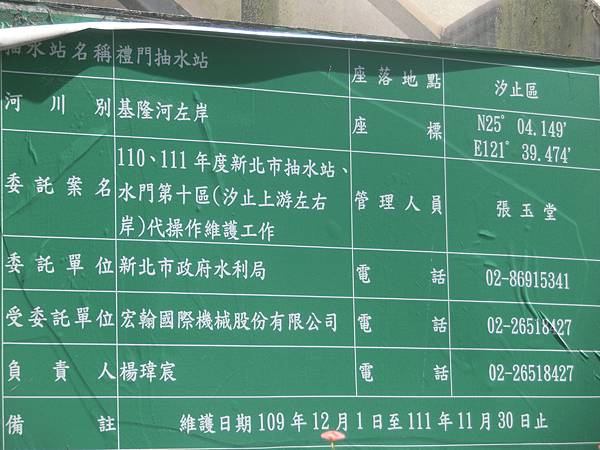 抽水站名稱 禮門抽水站 座落地點 汐止區
河川別 基隆河左岸 座標 N25° 04.149'
E121° 39.474'
委託案名 110、111年度新北市抽水站、
水門第十區(汐止上游左右
岸)代操作維護工作 管理人員 張玉堂
委託單位 新北市政府水利局 電話 02-86915341
受委託單位 宏翰國際機械股份有限公司 電話 02-26518427
負責人 楊瑋宸 電話 02-26518427
備註 維護日期109年12月1日至111年11月30日止